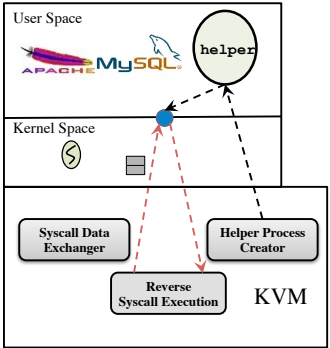 User Space
helper
APACHE
MySQL
Kernel Space
S
Syscall Data
Exchanger
Helper Process
Creator
Reverse
Syscall Execution
KVM